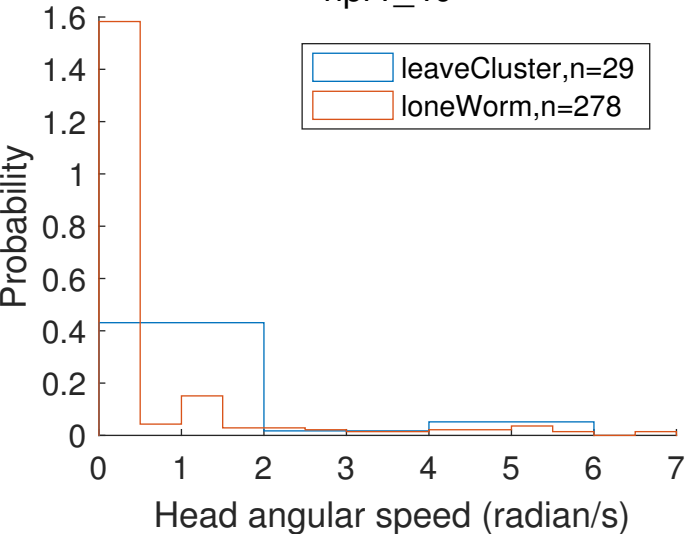 1.6
1.4
1.2
1
0.8
0.6
0.4
0.2
0
Probability
leaveCluster,n=29
loneWorm,n=278
0 1 2 3 4 5 6 7
Head angular speed (radian/s)